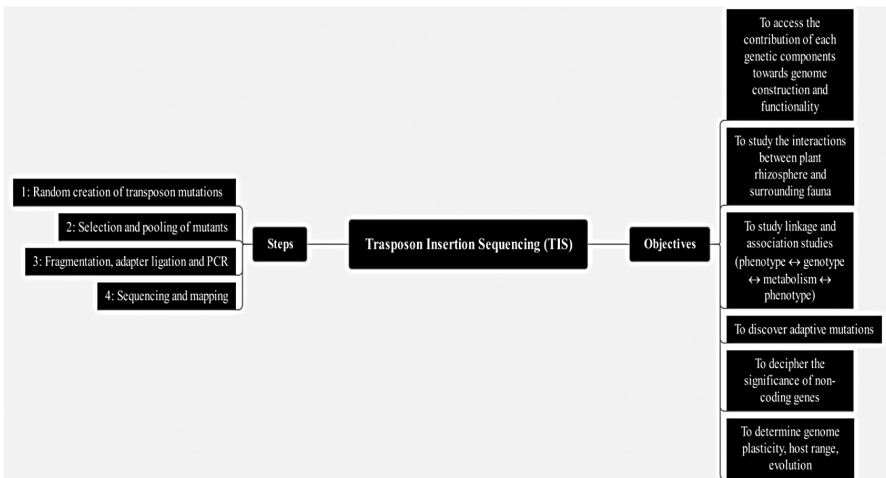 1: Random creation of transposon mutations
2: Selection and pooling of mutants
3: Fragmentation, adapter ligation and PCR
4: Sequencing and mapping
Steps
Trasposon Insertion Sequencing (TIS)
Objectives
To access the
contribution of each
genetic components
towards genome
construction and
functionality
To study the interactions
between plant
rhizosphere and
surrounding fauna
To study linkage and
association studies
(phenotype ↔ genotype
↔ metabolism ↔
phenotype)
To discover adaptive mutations
To decipher the
significance of non-
coding genes
To determine genome
plasticity, host range,
evolution